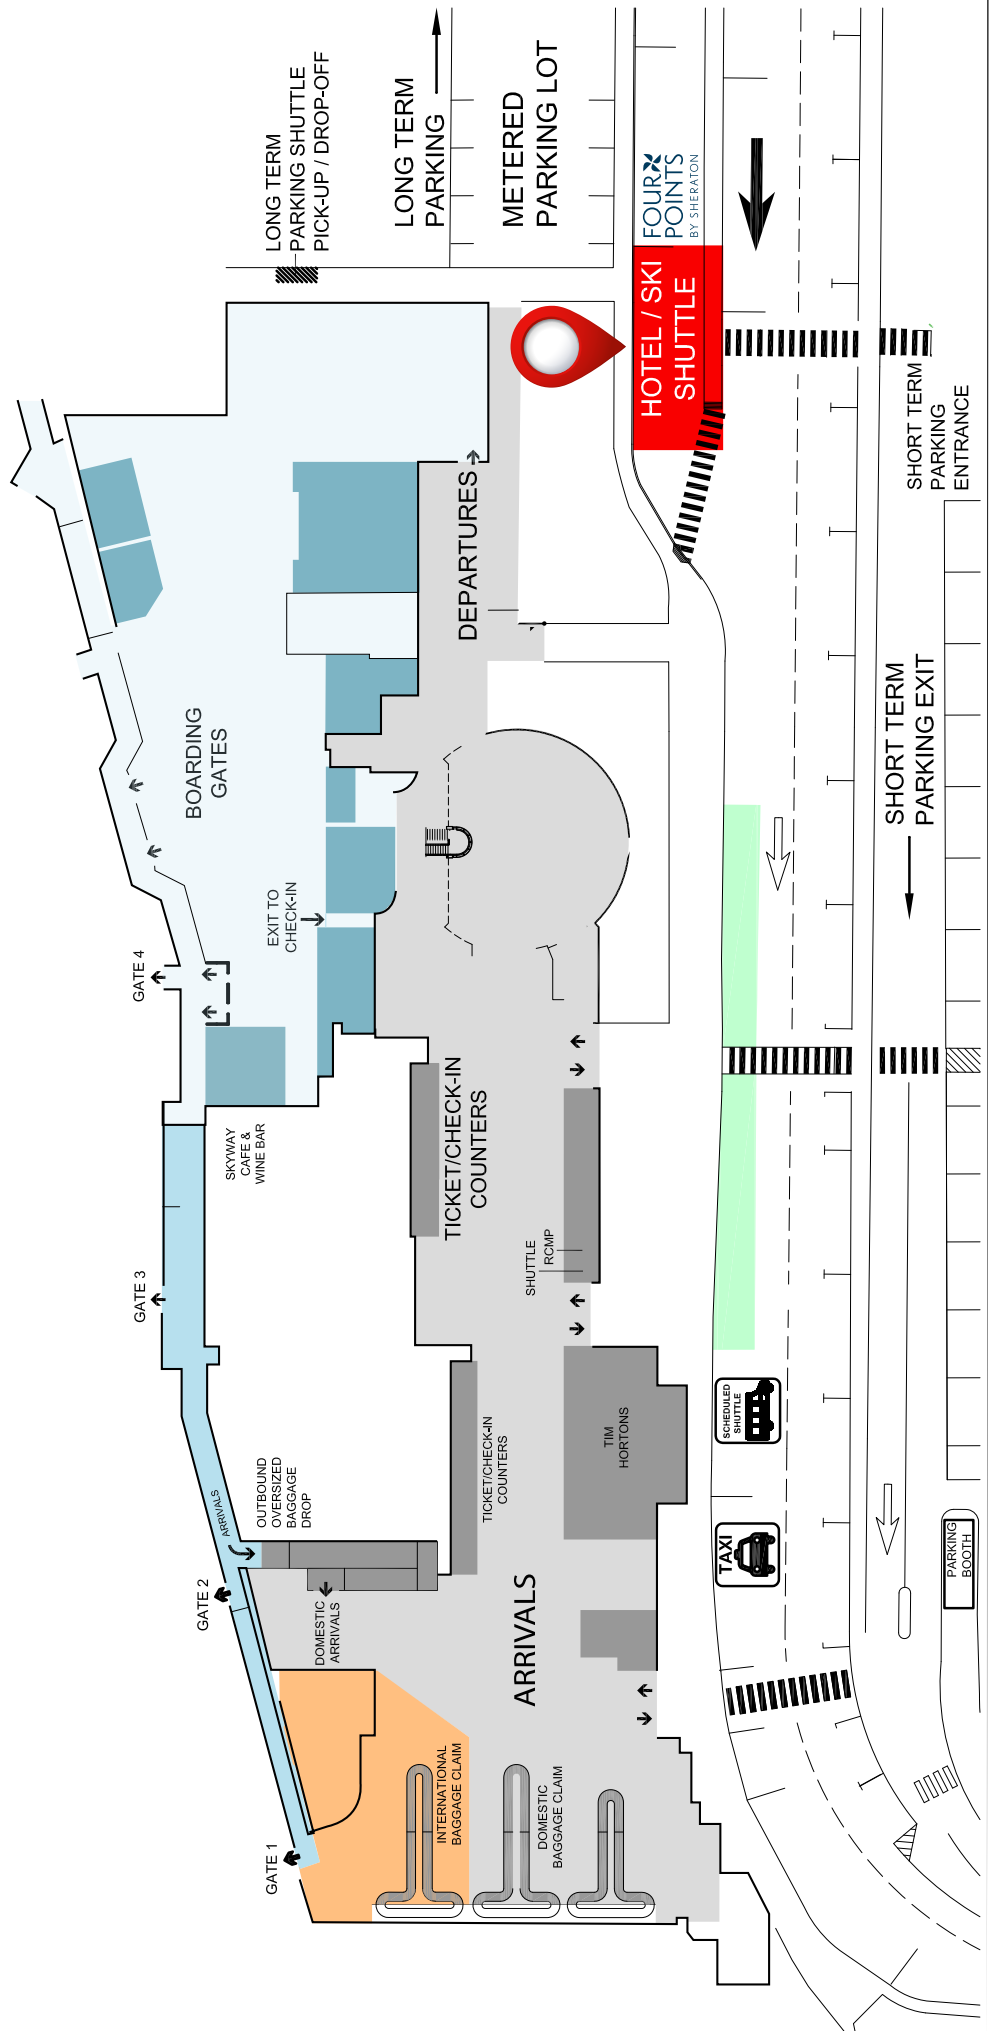 LONG TERM
PARKING SHUTTLE
PICK-UP / DROP-OFF
LONG TERM
PARKING
METERED
PARKING LOT
FOUR
POINTS
BY SHERATON
HOTEL / SKI
SHUTTLE
SHORT TERM
PARKING
ENTRANCE
DEPARTURES
BOARDING
GATES
SHORT TERM
PARKING EXIT
EXIT TO
CHECK-IN
GATE 4
TICKET/CHECK-IN
COUNTERS
SKYWAY
CAFE &
WINE BAR
SHUTTLE
RCMP
GATE 3
SCHEDULED
SHUTTLE
TIM
HORTONS
TICKET/CHECK-IN
COUNTERS
OUTBOUND
OVERSIZED
BAGGAGE
DROP
ARRIVALS
TAXI
PARKING
BOOTH
GATE 2
DOMESTIC
ARRIVALS
ARRIVALS
INTERNATIONAL
BAGGAGE CLAIM
DOMESTIC
BAGGAGE CLAIM
GATE 1